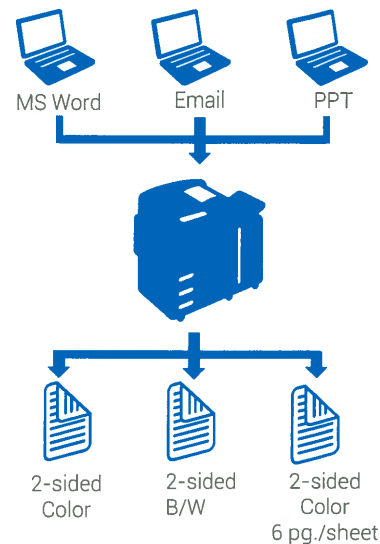 MS Word
Email
PPT
2-sided
Color
2-sided
B/W
2-sided
Color
6 pg./sheet